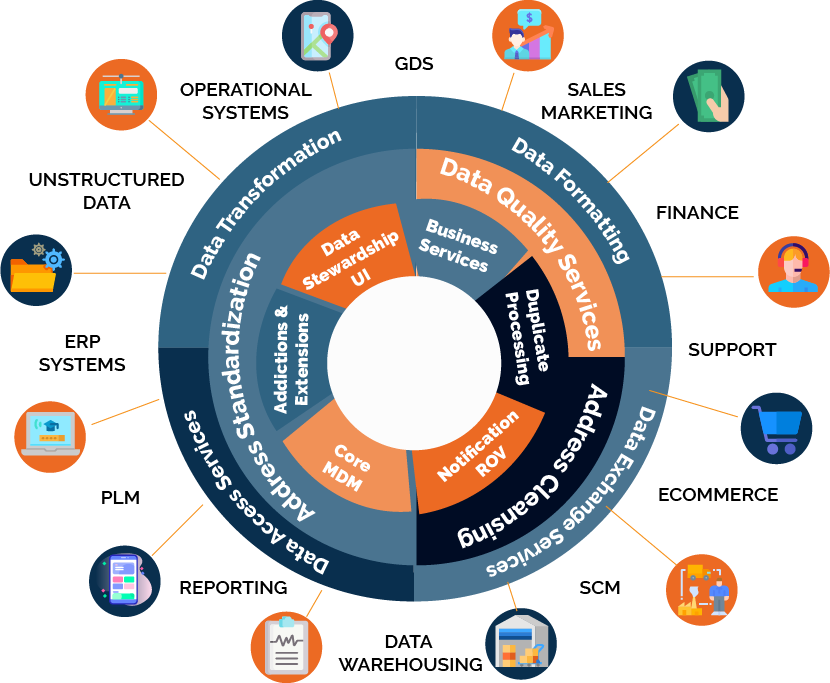 GDS
OPERATIONAL
SYSTEMS
SALES
MARKETING
UNSTRUCTURED
DATA
FINANCE
ERP
SYSTEMS
SUPPORT
PLM
ECOMMERCE
REPORTING
SCM
DATA
WAREHOUSING
Data Transformation
Data Formatting
Data Access Services
Data Exchange Services
Address Standardization
Data Quality Services
Address Cleansing
Data
Stewardship
UI
Business
Services
Duplicate
Processing
Notification
ROV
Core
MDM
Addictions &
Extensions
$